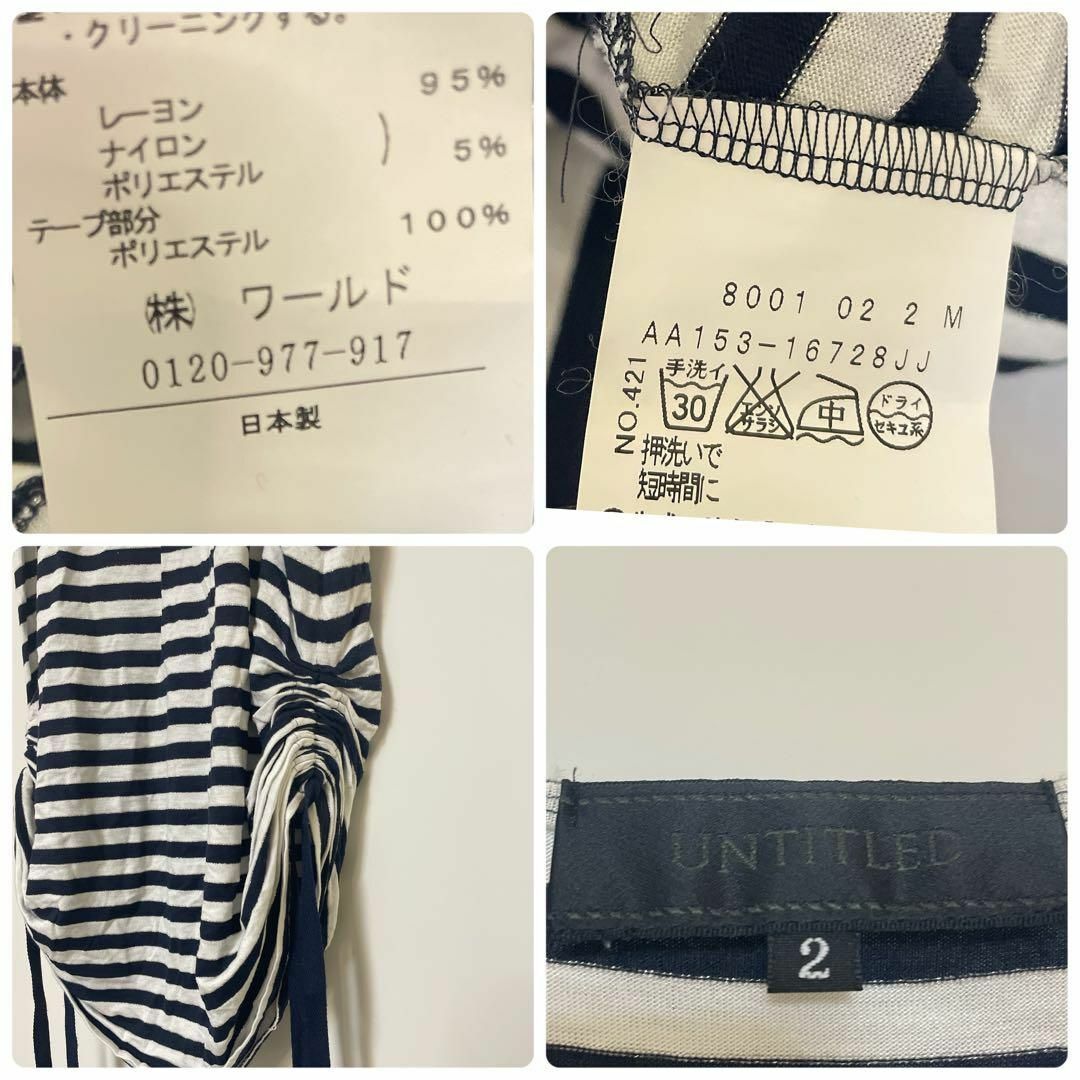 ・クリーニングする。
本体
レーヨン 95%
ナイロン
ポリエステル ) 5%
テープ部分
ポリエステル 100%
(株) ワールド
0120-977-917
日本製
8001 02 2 M
AA153-16728JJ
NO.421
手洗イ
30
エンソ
サラシ
中
ドライ
セキユ系
押洗いで
短時間に
UNTITLED
2